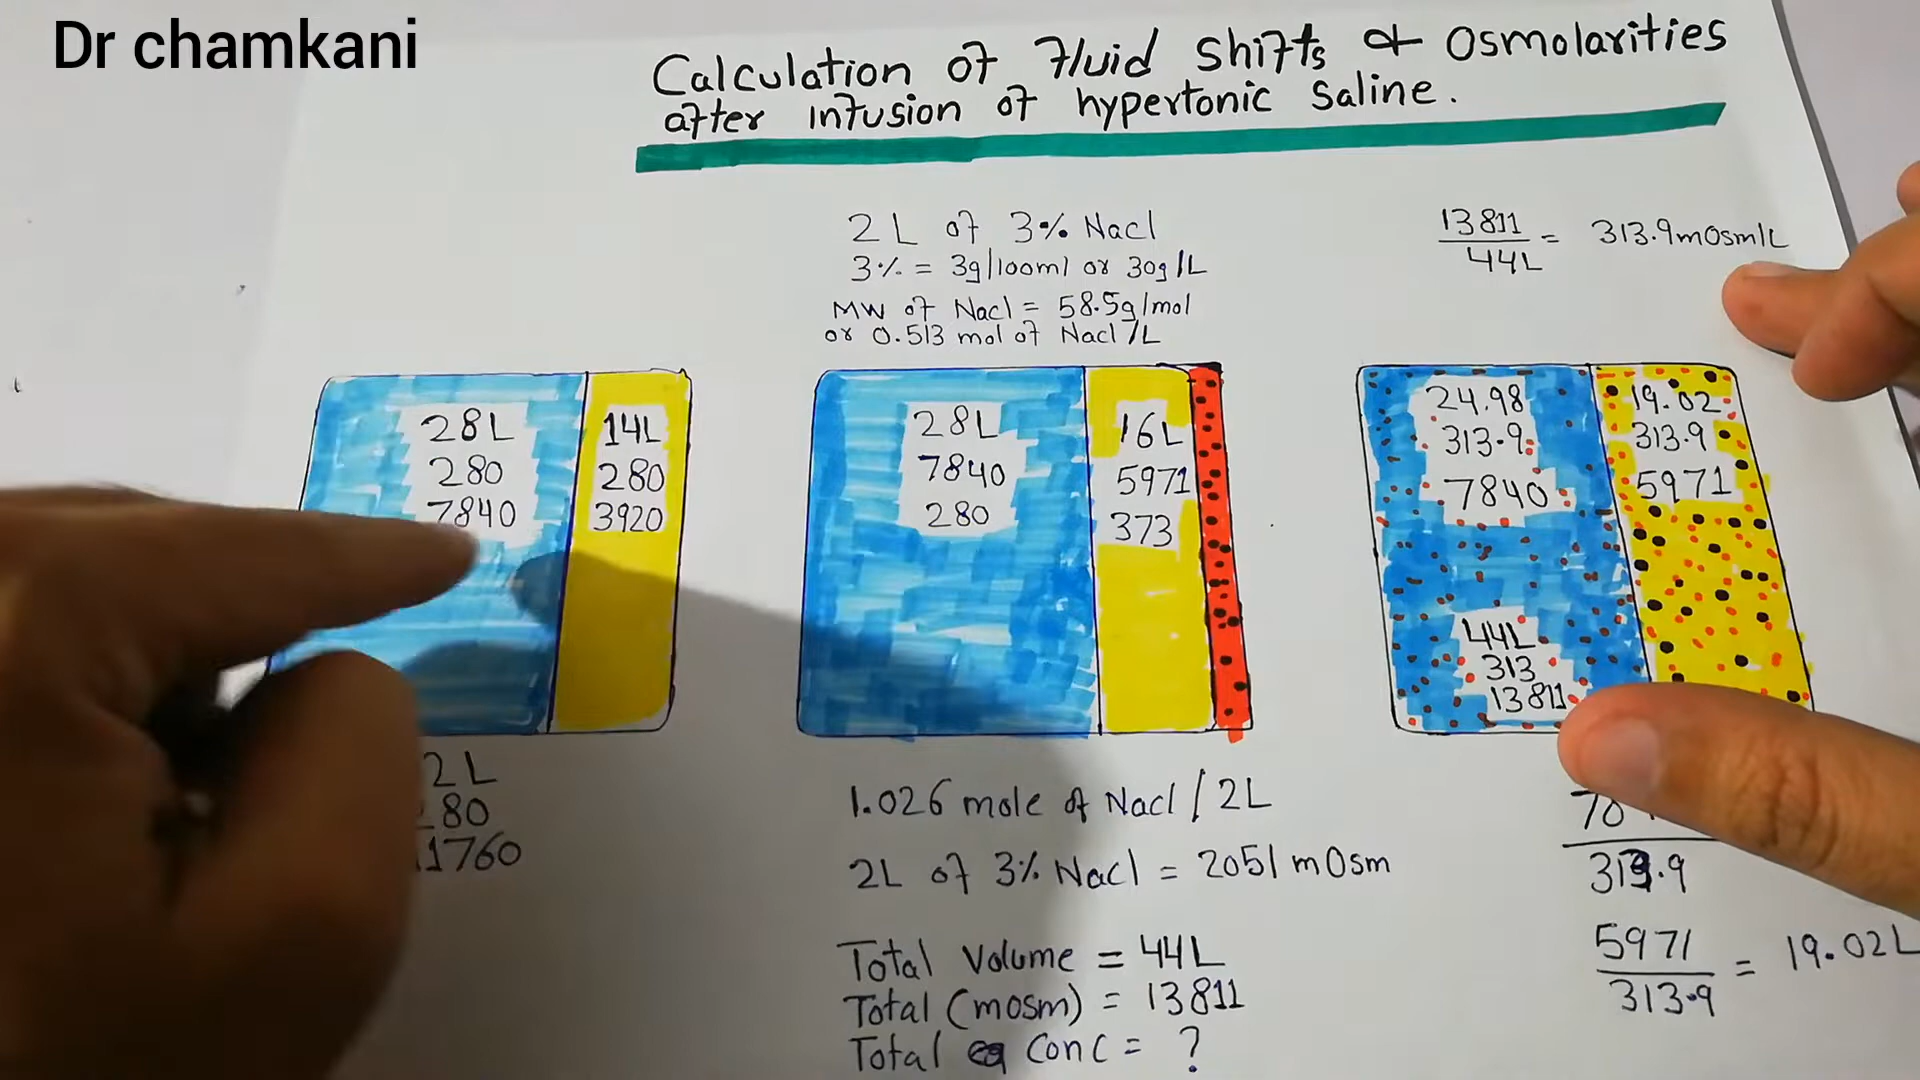 Dr chamkani
Calculation of Fluid Shifts & Osmolarities
after infusion of hypertonic Saline.
2 L of 3% Nacl
3% = 3g/100ml or 30g/L
MW of Nacl = 58.5g/mol
or 0.513 mol of Nacl/L
13811
44L
= 313.9mOsm/L
28L
280
7840
14L
280
3920
2L
80
1760
28L
7840
280
16L
5971
373
1.026 mole of Nacl / 2L
2L of 3% Nacl = 2051 mOsm
Total Volume = 44L
Total (mosm) = 13811
Total Conc = ?
24.98
313.9
7840
19.02
313.9
5971
44L
313
13811
313.9
5971
313.9
= 19.02L